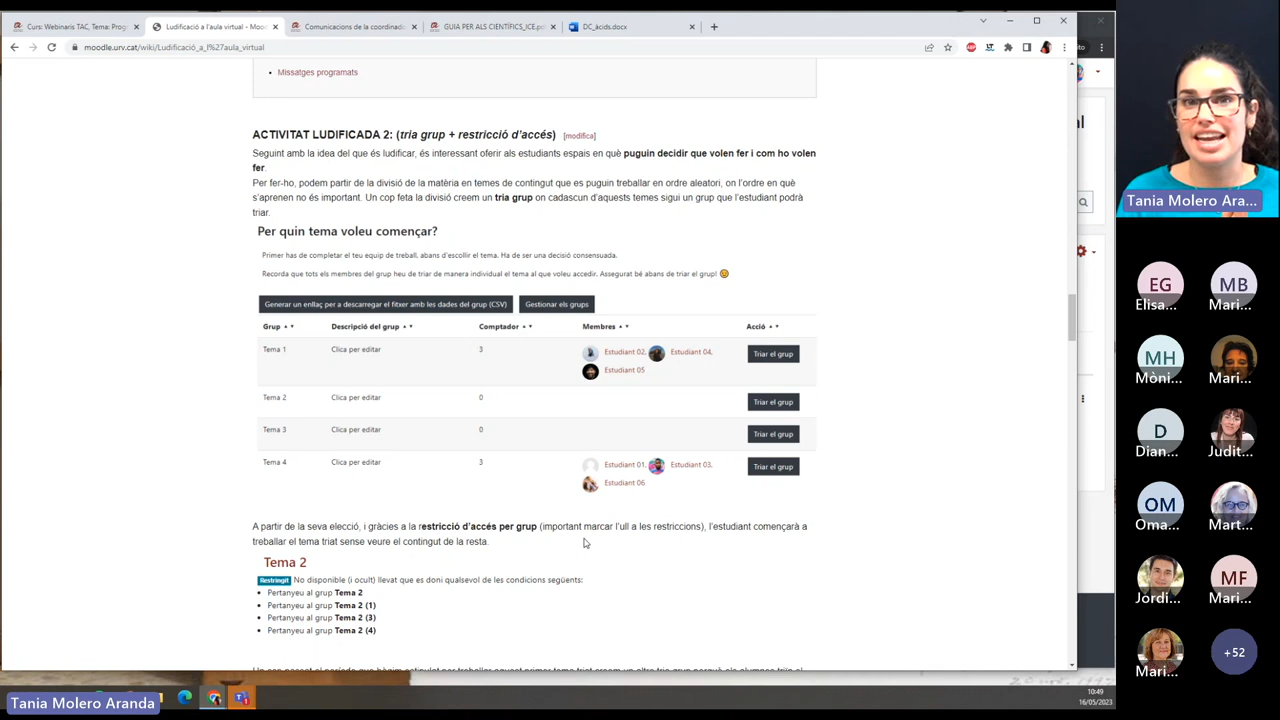 Curs: Webinaris TAC, Tema: Prog
Ludificació a l'aula virtual - Moo
Comunicacions de la coordinado
GUIA PER ALS CIENTÍFICS_ICE.pd
DC_àcids.docx
moodle.urv.cat/wiki/Ludificació_a_l%27aula_virtual
Missatges programats
ACTIVITAT LUDIFICADA 2: (tria grup + restricció d'accés) [modifica]
Seguint amb la idea del que és ludificar, és interessant oferir als estudiants espais en què puguin decidir que volen fer i com ho volen
fer.
Per fer-ho, podem partir de la divisió de la matèria en temes de contingut que es puguin treballar en ordre aleatori, on l'ordre en què
s'aprenen no és important. Un cop feta la divisió creem un tria grup on cadascun d'aquests temes sigui un grup que l'estudiant podrà
triar.
Per quin tema voleu començar?
Primer has de completar el teu equip de treball, abans d'escollir el tema. Ha de ser una decisió consensuada.
Recorda que tots els membres del grup heu de triar de manera individual el tema al que voleu accedir. Assegurat bé abans de triar el grup!
Generar un enllaç per a descarregar el fitxer amb les dades del grup (CSV) Gestionar els grups
Grup Descripció del grup Comptador Membres Acció
Tema 1 Clica per editar 3 Estudiant 02, Estudiant 04, Triar el grup
Estudiant 05
Tema 2 Clica per editar 0 Triar el grup
Tema 3 Clica per editar 0 Triar el grup
Tema 4 Clica per editar 3 Estudiant 01, Estudiant 03, Triar el grup
Estudiant 06
A partir de la seva elecció, i gràcies a la restricció d'accés per grup (important marcar l'ull a les restriccions), l'estudiant començarà a
treballar el tema triat sense veure el contingut de la resta.
Tema 2
Restringit No disponible (i ocult) llevat que es doni qualsevol de les condicions següents:
Pertanyeu al grup Tema 2
Pertanyeu al grup Tema 2 (1)
Pertanyeu al grup Tema 2 (3)
Pertanyeu al grup Tema 2 (4)
Tania Molero Ara...
EG
Elisa...
MB
Mari...
MH
Mòni...
Mari...
D
Dian...
Judit...
OM
Oma...
Mart...
Jordi...
MF
Mari...
Mari...
+52
Tania Molero Aranda
10:49
16/05/2023